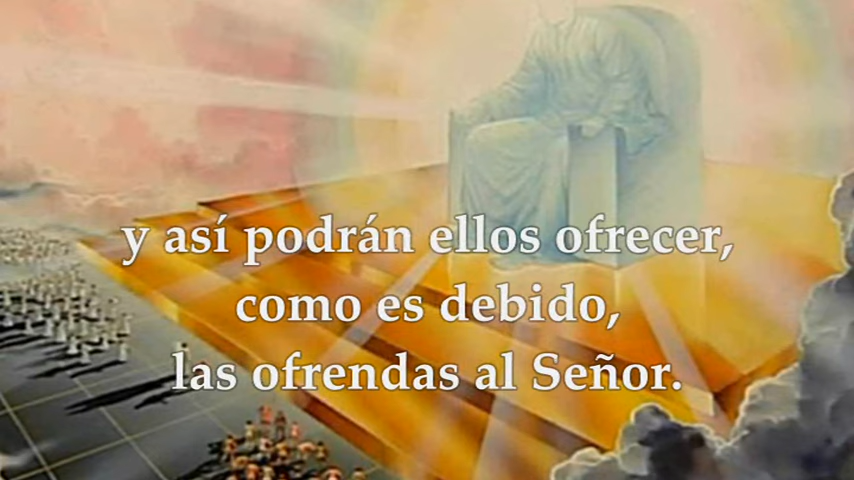 y así podrán ellos ofrecer,
como es debido,
las ofrendas al Señor.